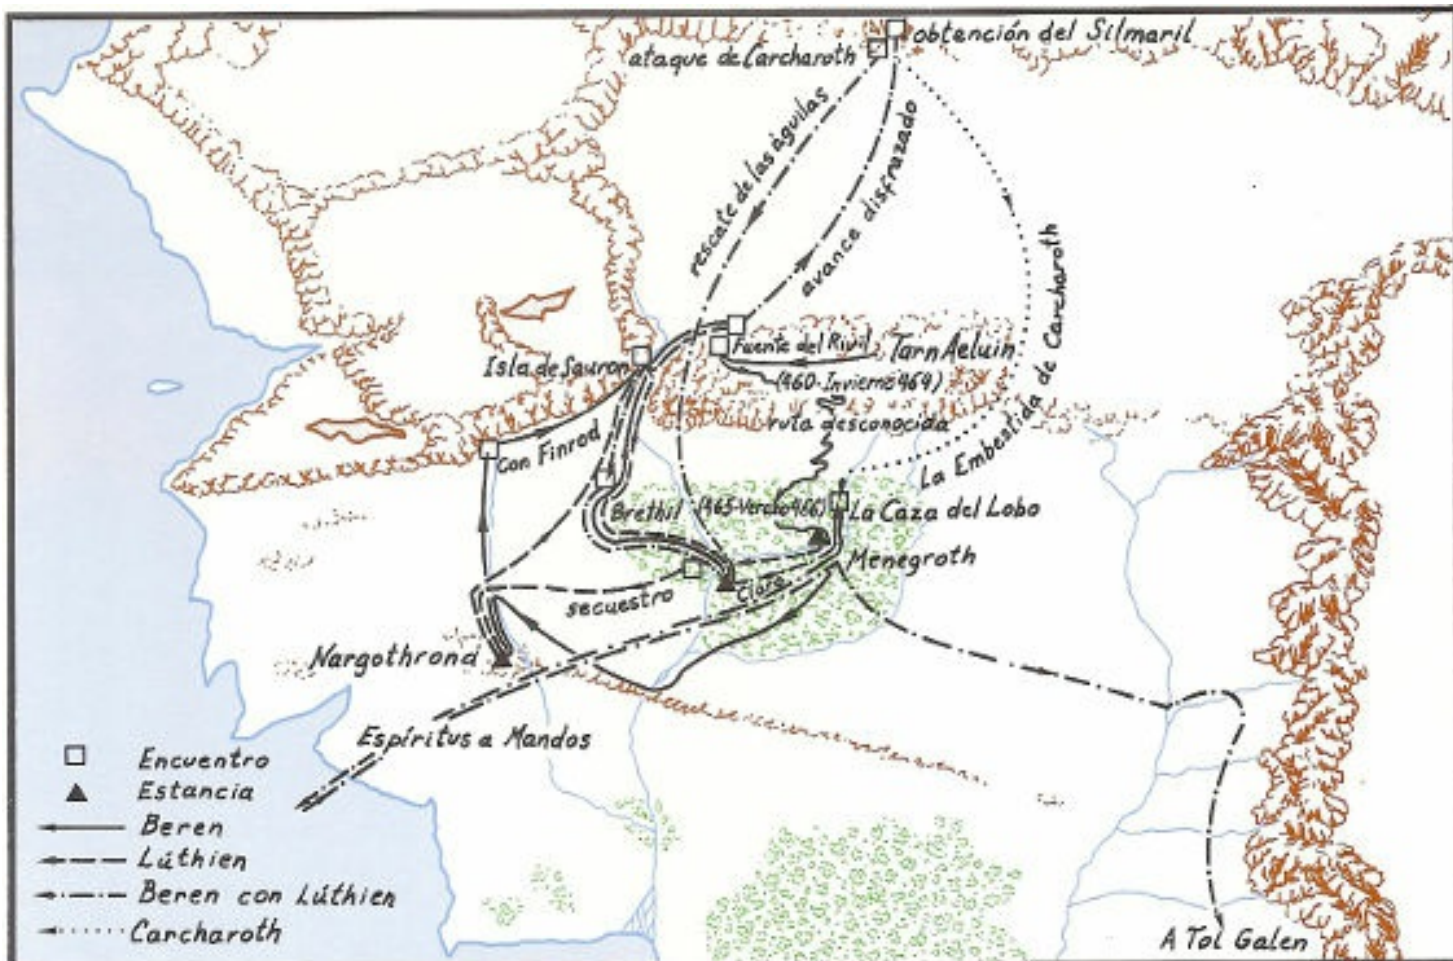 obtención del Silmaril
ataque de Carcharoth
rescate de las águilas
avance disfrazado
La Embestida de Carcharoth
Fuente del Rivil
Tarn Aeluin
Isla de Sauron
(460-Invierno 464)
ruta desconocida
Con Finrod
Brethil
(465-Verano 466)
La Caza del Lobo
Menegroth
Claro
secuestro
Nargothrond
Espíritus a Mandos
Encuentro
Estancia
Beren
Lúthien
Beren con Lúthien
Carcharoth
A Tol Galen